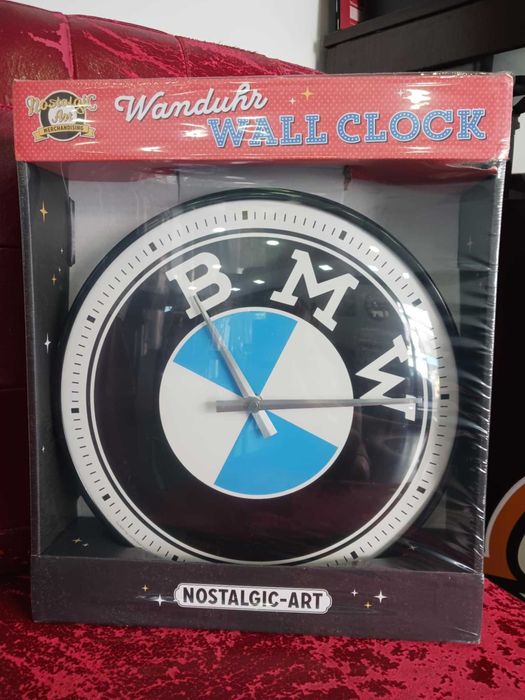 Nostalgic
Art
MERCHANDISING
Wanduhr
WALL CLOCK
BMW
NOSTALGIC-ART